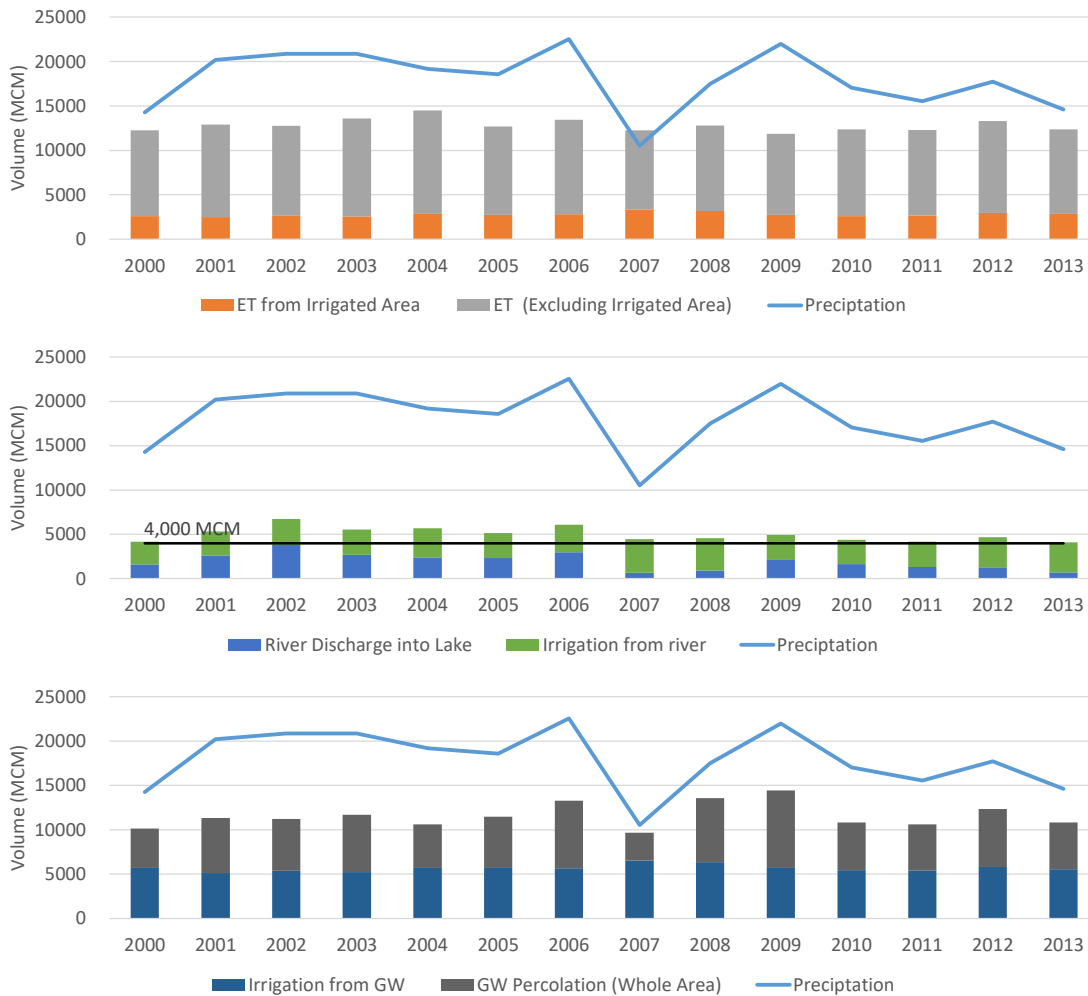 25000
20000
15000
10000
5000
0
Volume (MCM)
2000 2001 2002 2003 2004 2005 2006 2007 2008 2009 2010 2011 2012 2013
ET from Irrigated Area ET (Excluding Irrigated Area) Preciptation
25000
20000
15000
10000
5000
0
Volume (MCM)
4,000 MCM
2000 2001 2002 2003 2004 2005 2006 2007 2008 2009 2010 2011 2012 2013
River Discharge into Lake Irrigation from river Preciptation
25000
20000
15000
10000
5000
0
Volume (MCM)
2000 2001 2002 2003 2004 2005 2006 2007 2008 2009 2010 2011 2012 2013
Irrigation from GW GW Percolation (Whole Area) Preciptation